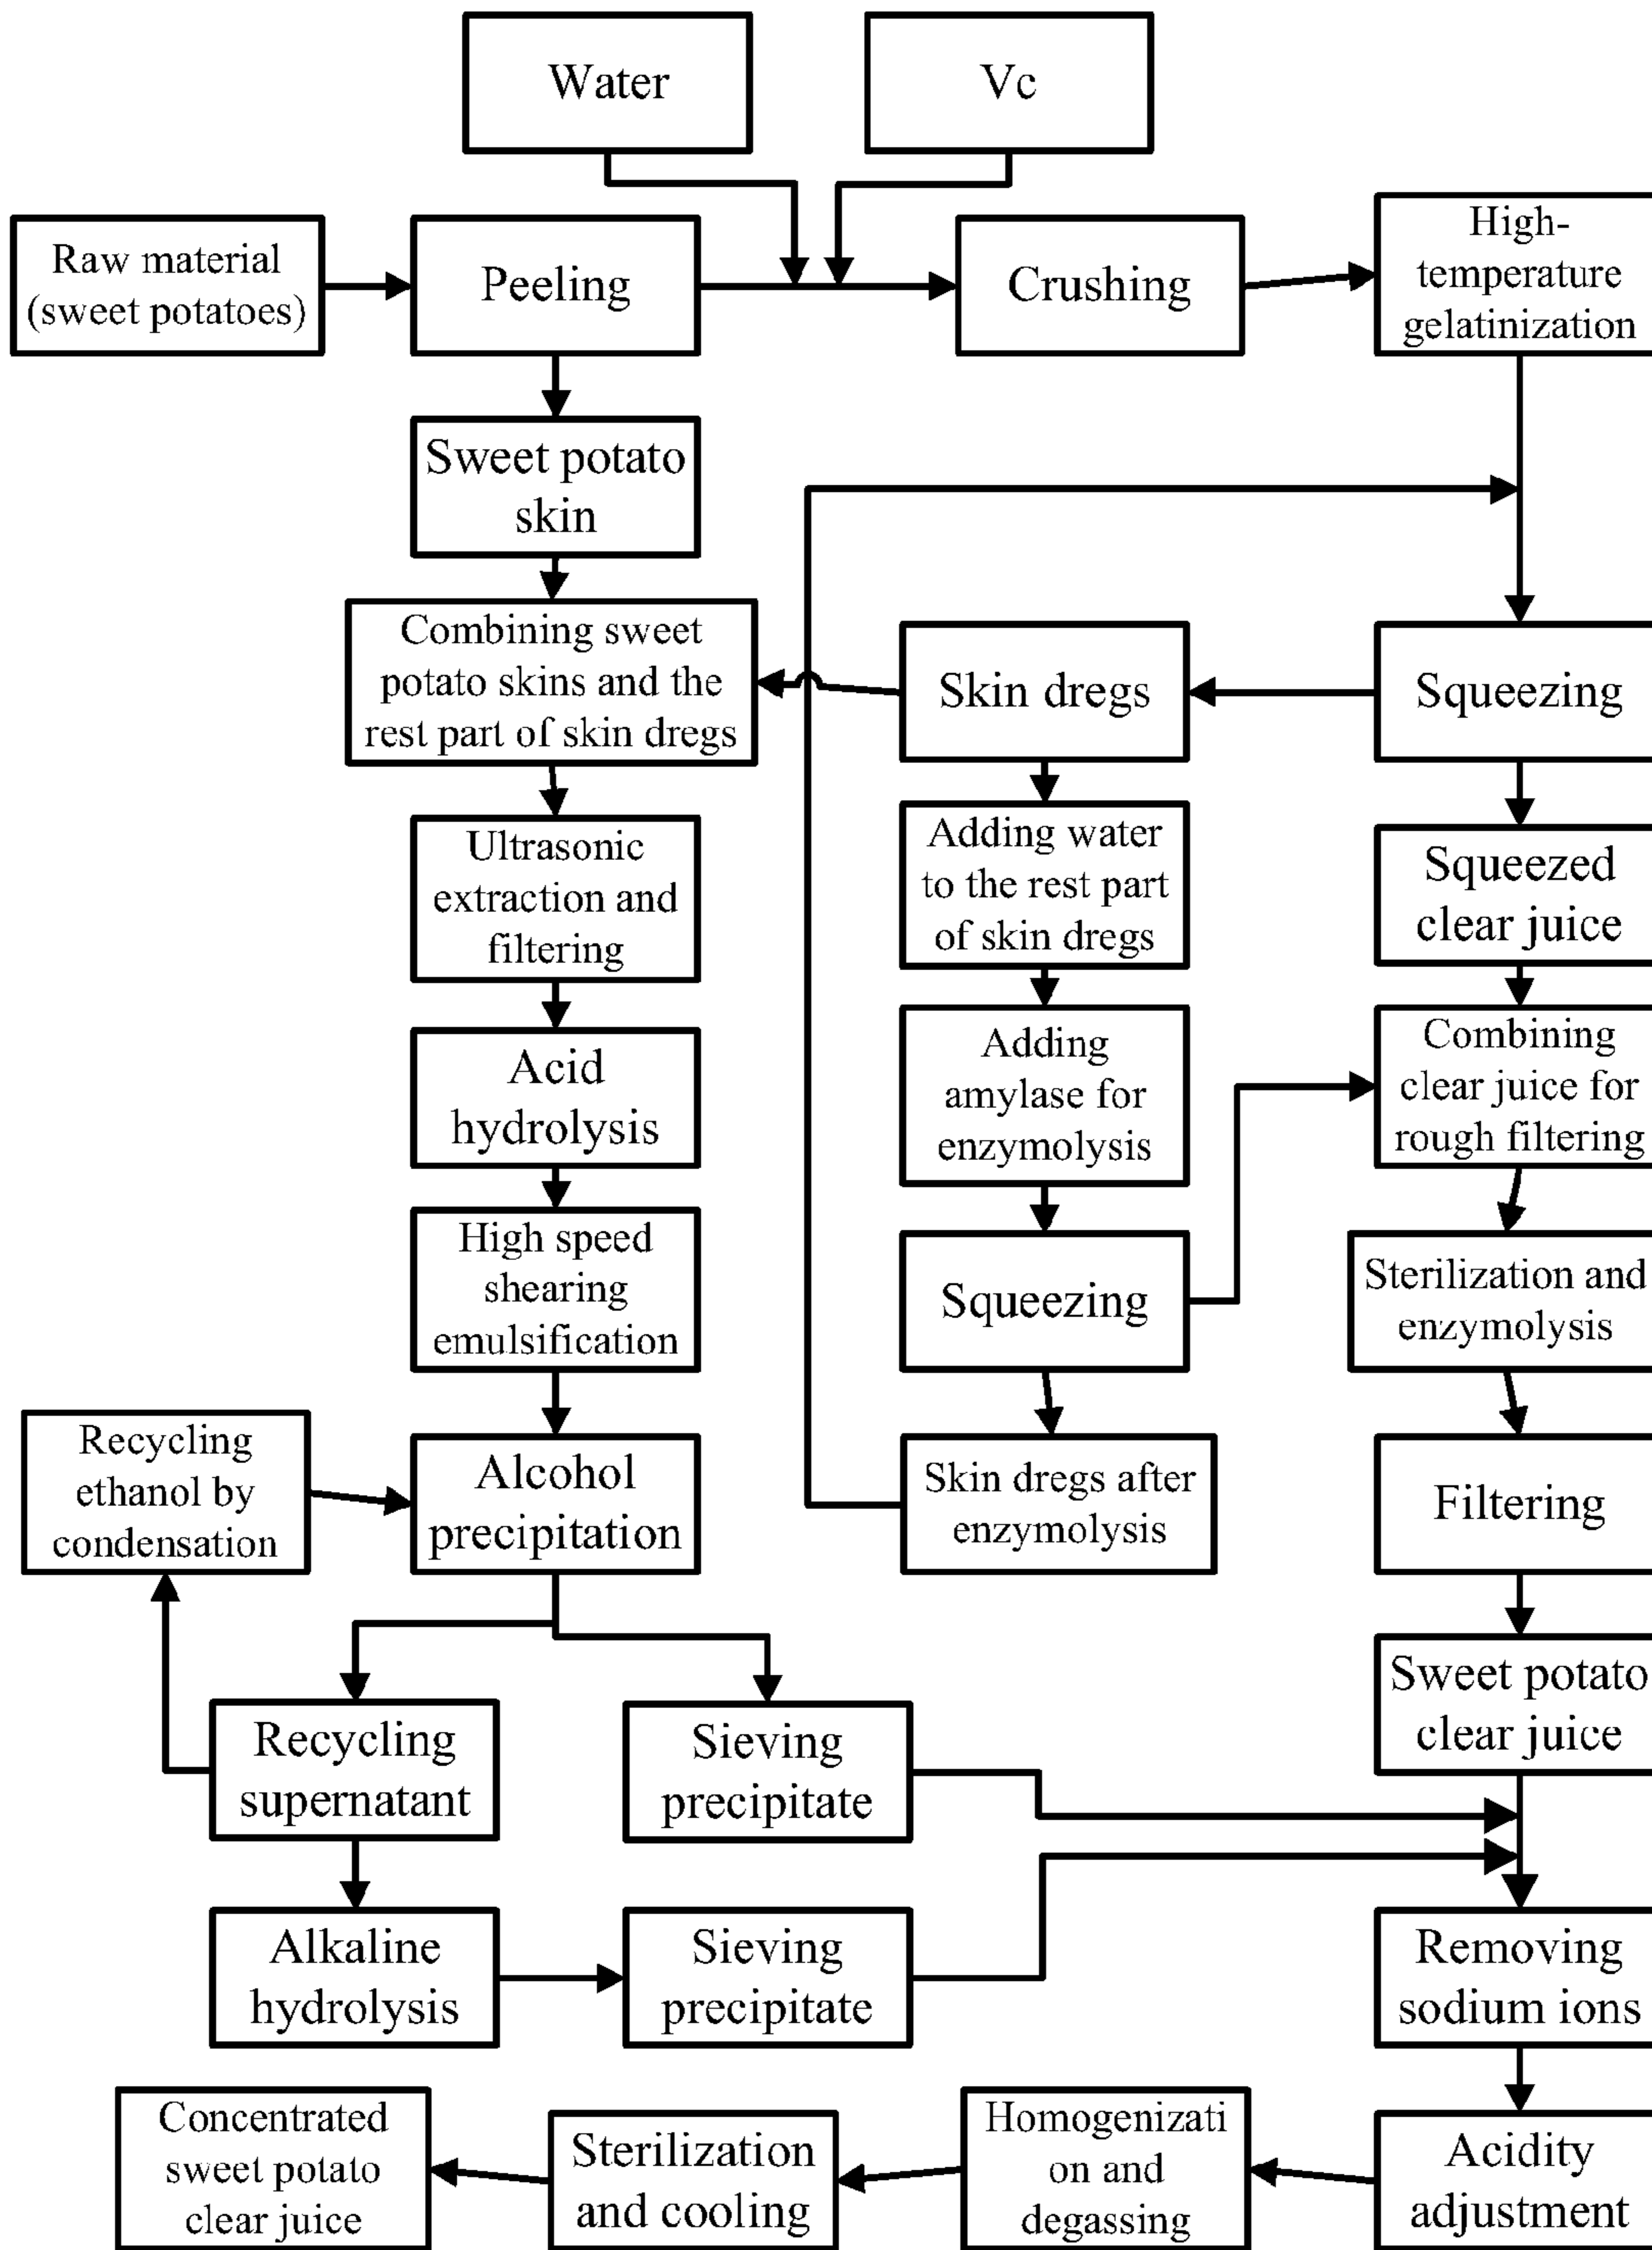 Water
Vc
Raw material
(sweet potatoes)
Peeling
Crushing
High-
temperature
gelatinization
Sweet potato
skin
Combining sweet
potato skins and the
rest part of skin dregs
Skin dregs
Squeezing
Ultrasonic
extraction and
filtering
Adding water
to the rest part
of skin dregs
Squeezed
clear juice
Acid
hydrolysis
Adding
amylase for
enzymolysis
Combining
clear juice for
rough filtering
High speed
shearing
emulsification
Squeezing
Sterilization and
enzymolysis
Recycling
ethanol by
condensation
Alcohol
precipitation
Skin dregs after
enzymolysis
Filtering
Recycling
supernatant
Sieving
precipitate
Sweet potato
clear juice
Alkaline
hydrolysis
Sieving
precipitate
Removing
sodium ions
Concentrated
sweet potato
clear juice
Sterilization
and cooling
Homogenizati
on and
degassing
Acidity
adjustment